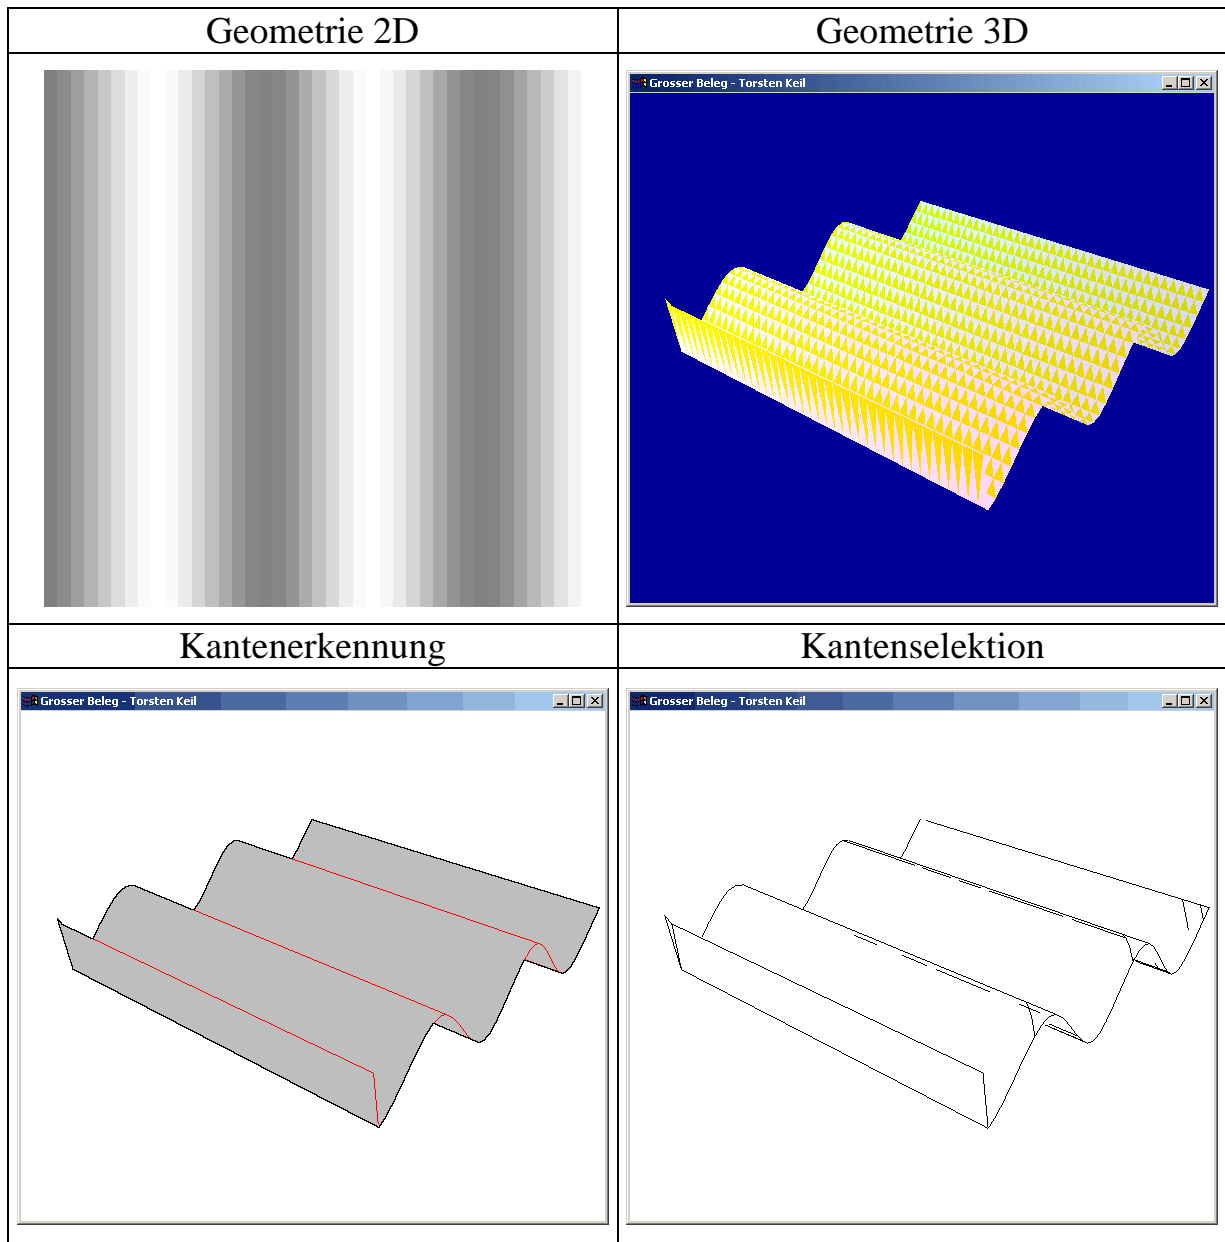 Geometrie 2D
Geometrie 3D
Grosser Beleg - Torsten Keil
Kantenerkennung
Kantenselektion
Grosser Beleg - Torsten Keil
Grosser Beleg - Torsten Keil